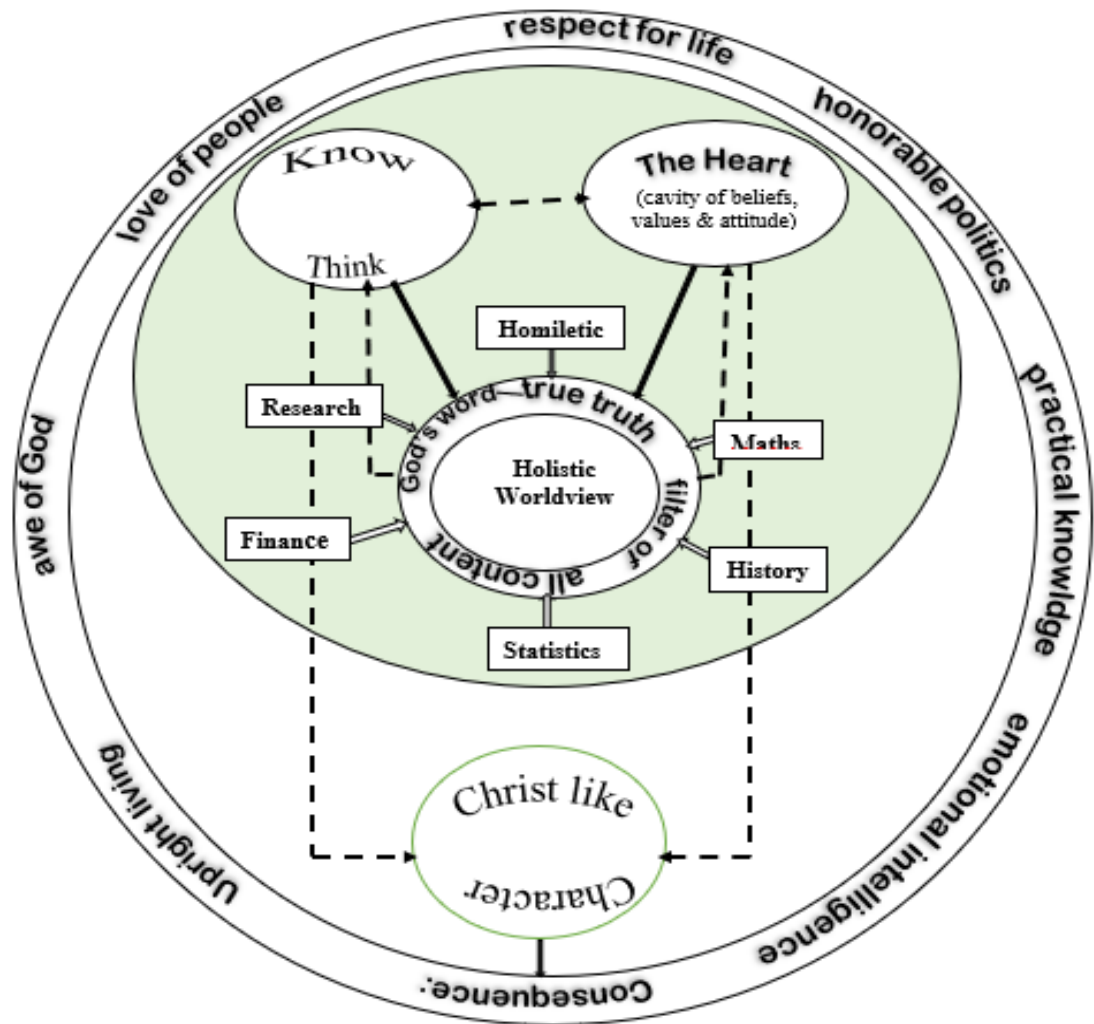 respect for life
honorable politics
practical knowldge
emotional intelligence
Consequence:
Upright living
awe of God
love of people
Know
Think
The Heart
(cavity of beliefs,
values & attitude)
Homiletic
Research
Maths
Finance
History
Statistics
God's word—true truth
filter of
all content
Holistic
Worldview
Christ like
Character